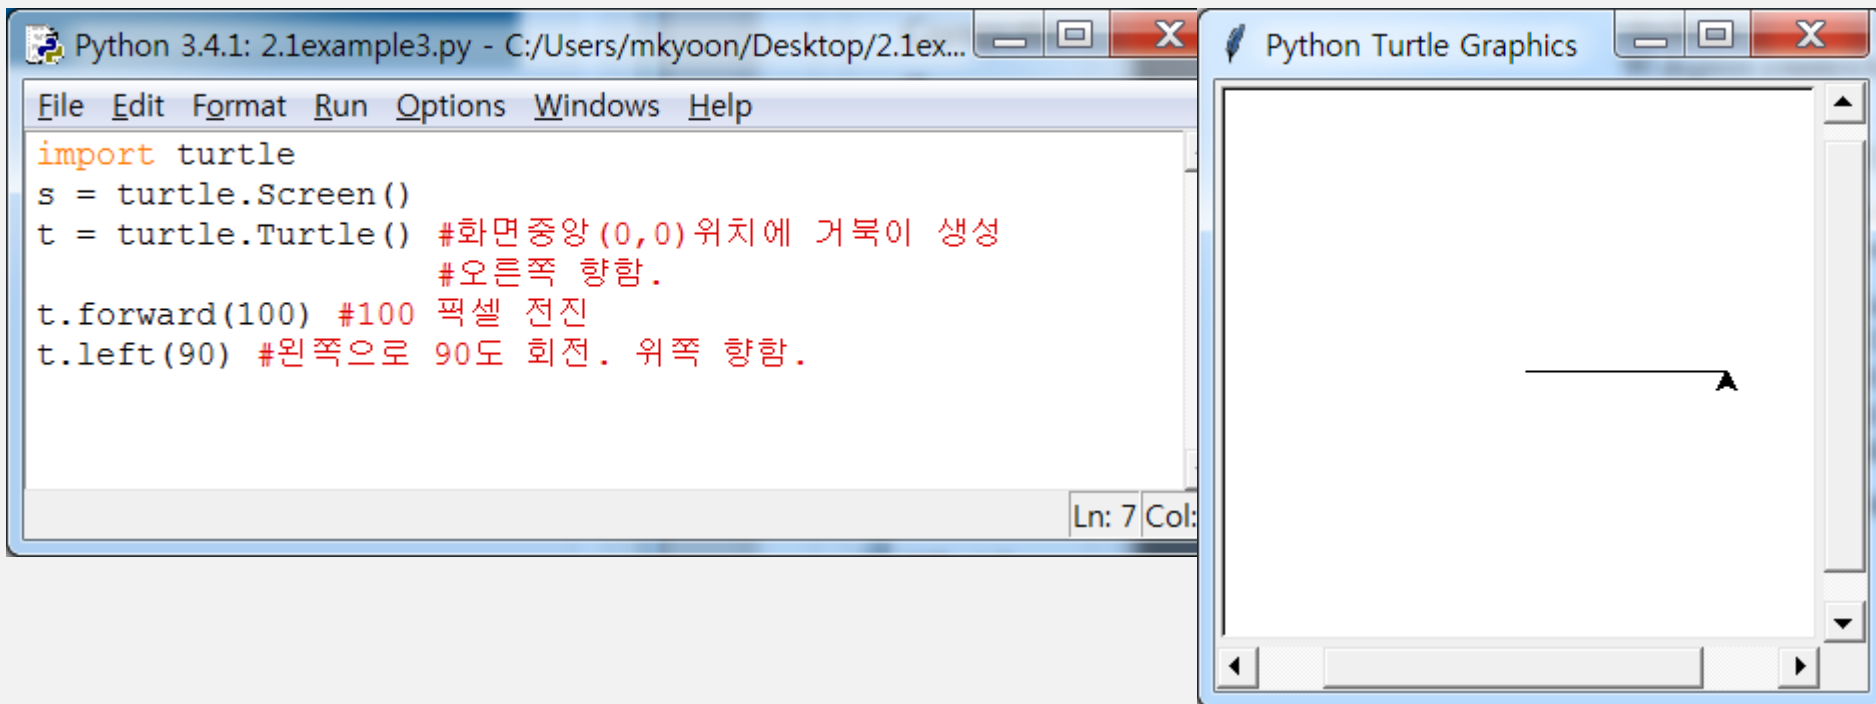 Python 3.4.1: 2.1example3.py - C:/Users/mkyoon/Desktop/2.1ex...
File Edit Format Run Options Windows Help
import turtle
s = turtle.Screen()
t = turtle.Turtle() #화면중앙(0,0)위치에 거북이 생성
#오른쪽 향함.
t.forward(100) #100 픽셀 전진
t.left(90) #왼쪽으로 90도 회전. 위쪽 향함.
Ln: 7 Col:
Python Turtle Graphics